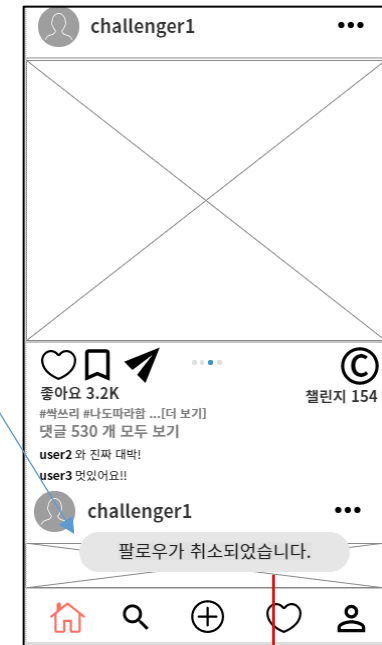 challenger1
좋아요 3.2K
챌린지 154
#싹쓰리 #나도따라함 ...[더 보기]
댓글 530 개 모두 보기
user2 와 진짜 대박!
user3 멋있어요!!
challenger1
팔로우가 취소되었습니다.